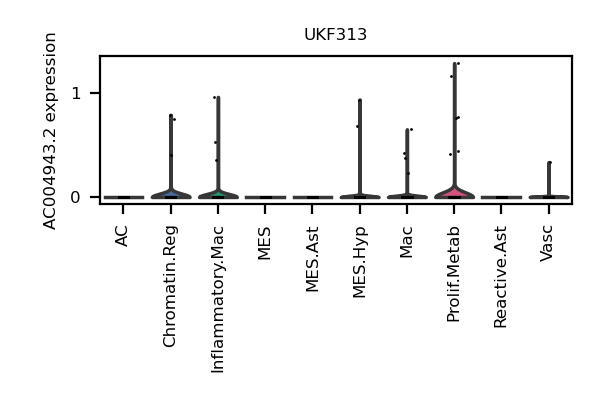 UKF313
AC004943.2 expression
1
0
AC
Chromatin.Reg
Inflammatory.Mac
MES
MES.Ast
MES.Hyp
Mac
Prolif.Metab
Reactive.Ast
Vasc